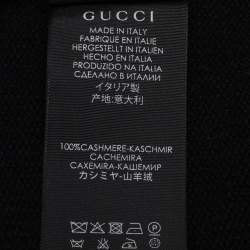 GUCCI
MADE IN ITALY
FABRIQUE EN ITALIE
HERGESTELLT IN ITALIEN
HECHO EN ITALIA
PRODUZIDO NA ITALIA
СДЕЛАНО В ИТАЛИИ
イタリア製
产地:意大利
100%CASHMERE-KASCHMIR
CACHEMIRA
CAXEMIRA-КАШЕМИР
カシミヤ-山羊绒